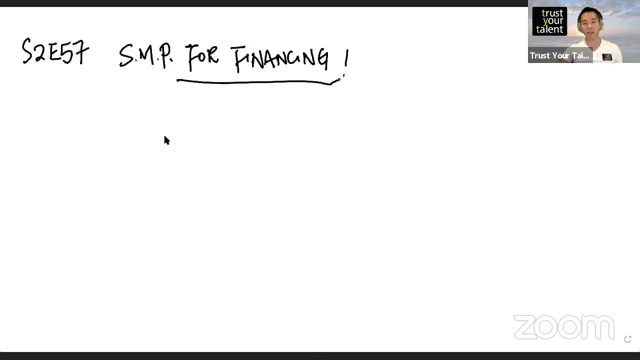 S2E57 S.M.P. FOR FINANCING!
trust
your
talent
Trust Your Tal...
zoom